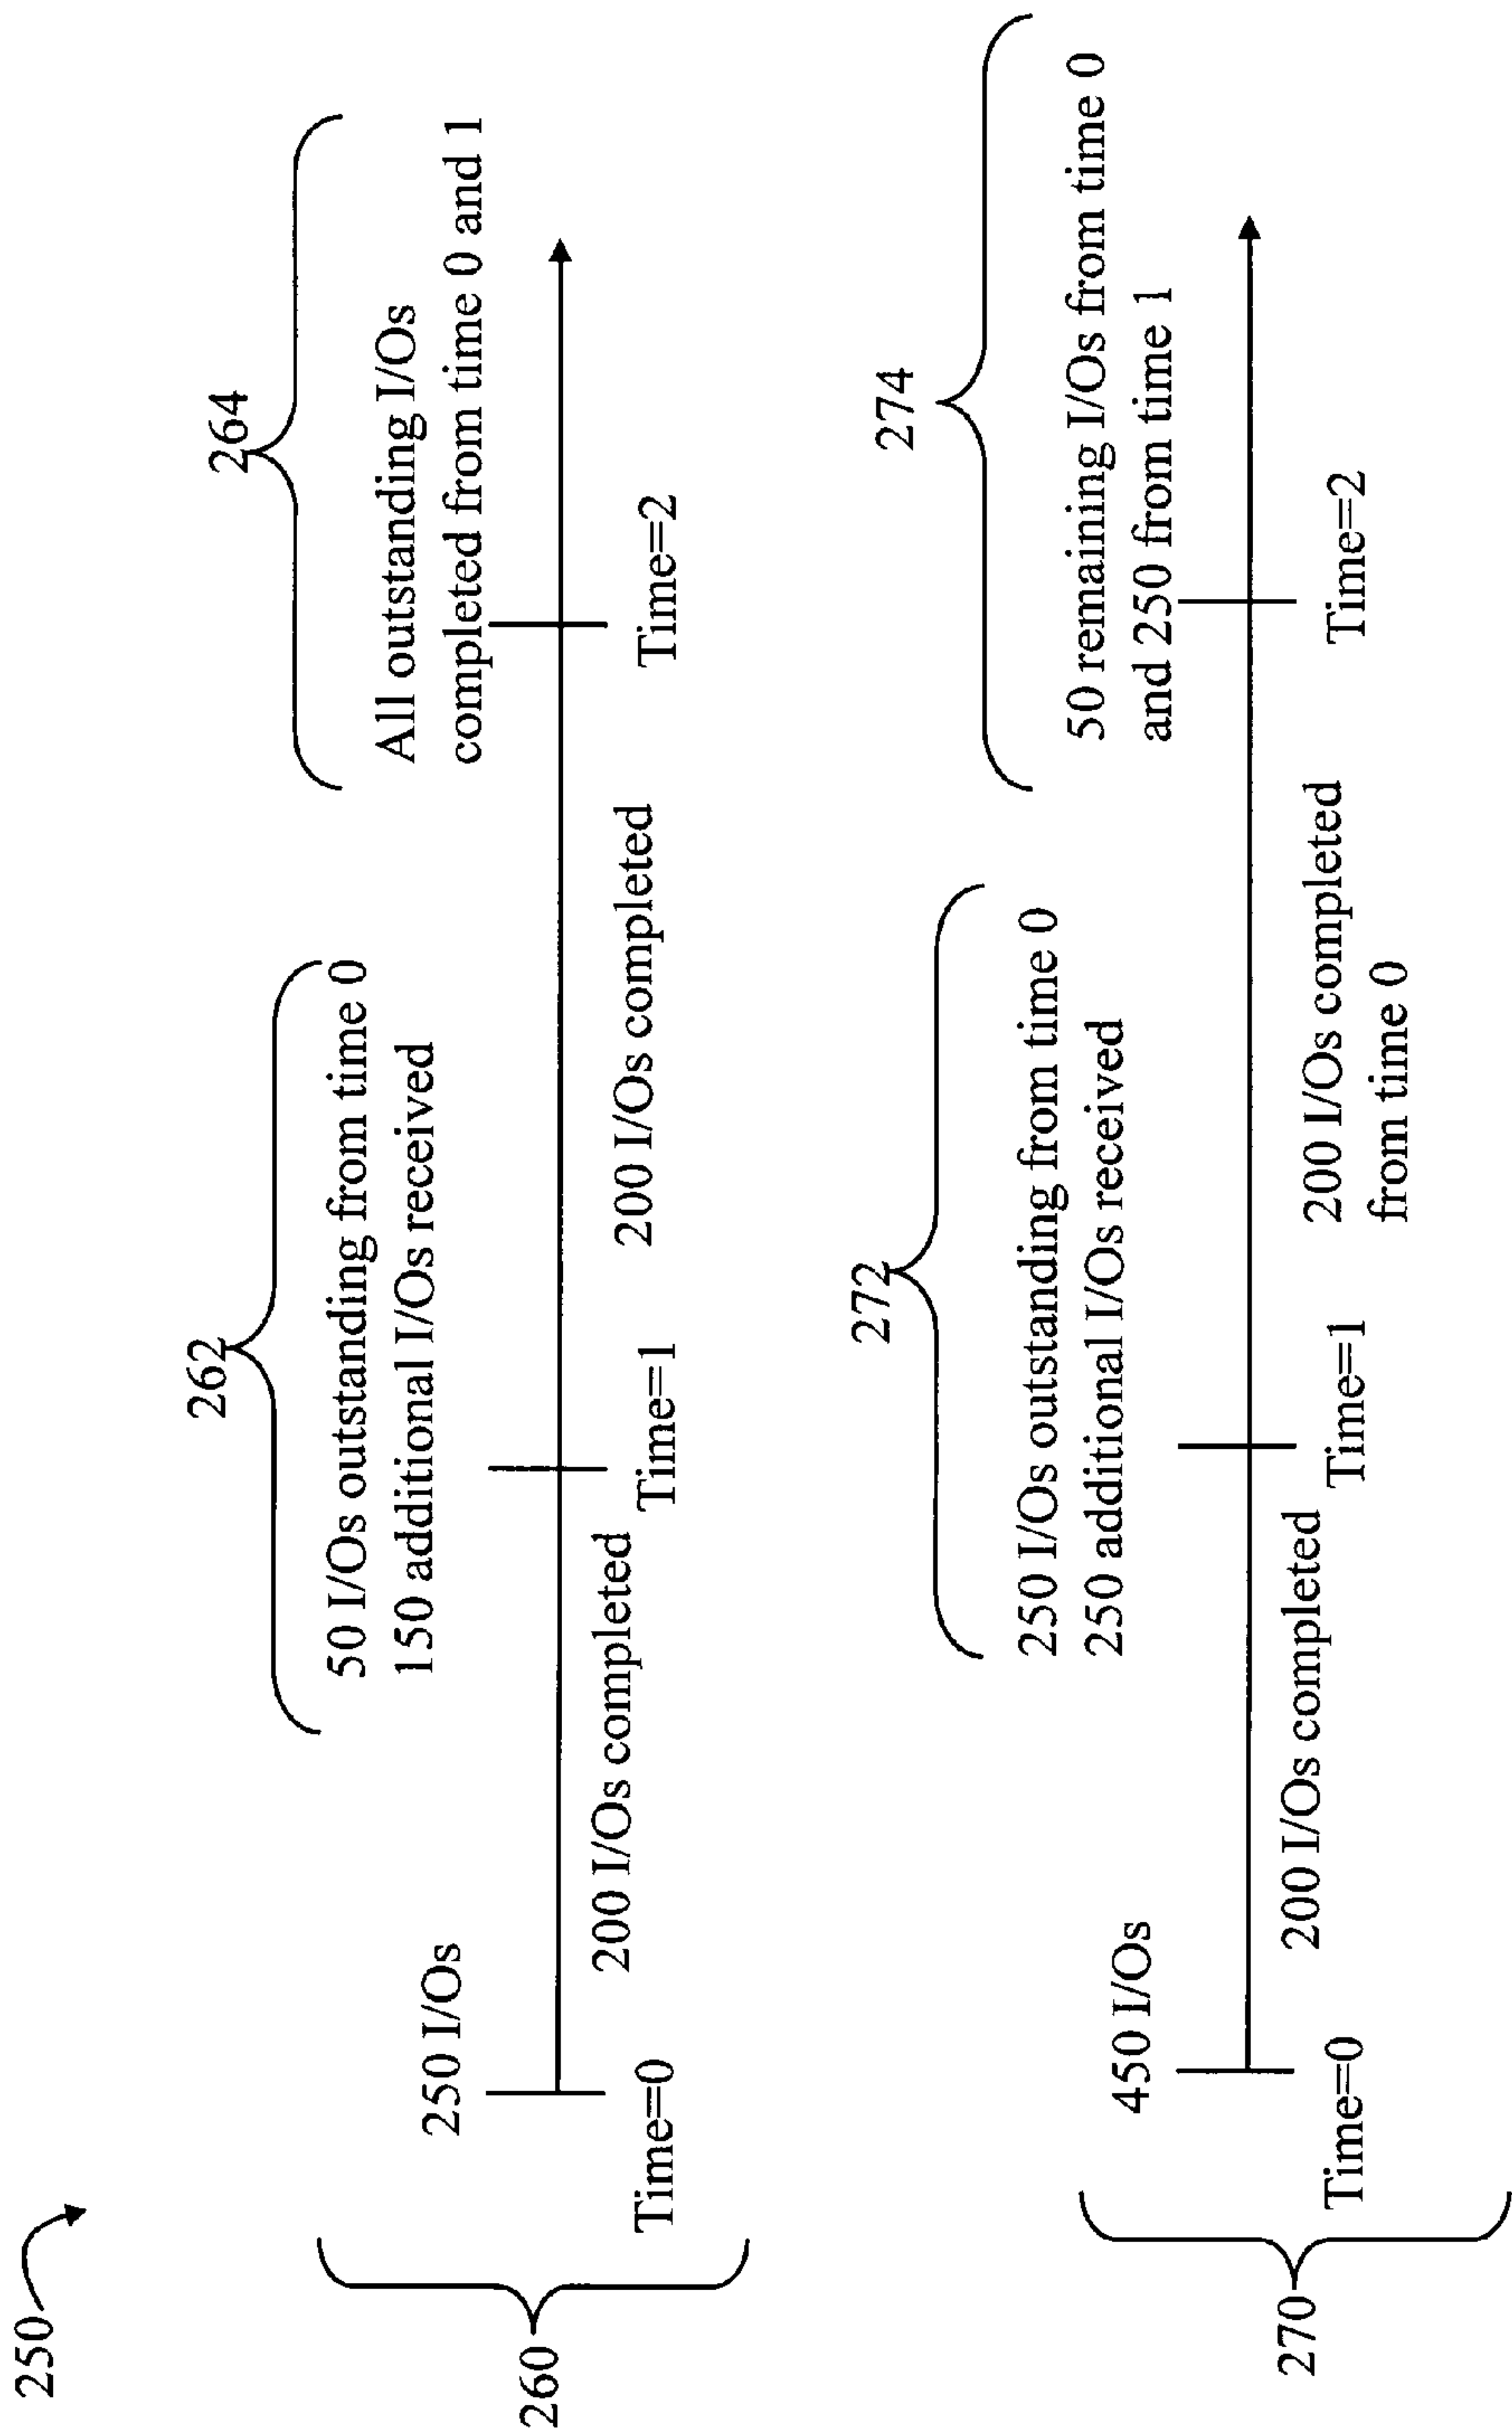 250
260
262
50 I/Os outstanding from time 0
150 additional I/Os received
264
All outstanding I/Os
completed from time 0 and 1
250 I/Os
Time=0
200 I/Os completed
Time=1
200 I/Os completed
Time=2
270
272
250 I/Os outstanding from time 0
250 additional I/Os received
274
50 remaining I/Os from time 0
and 250 from time 1
450 I/Os
Time=0
200 I/Os completed
Time=1
200 I/Os completed
from time 0
Time=2